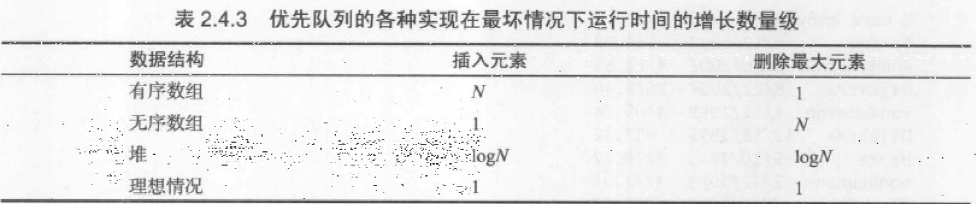 表 2.4.3 优先队列的各种实现在最坏情况下运行时间的增长数量级
数据结构 插入元素 删除最大元素
有序数组 N 1
无序数组 1 N
堆 logN logN
理想情况 1 1